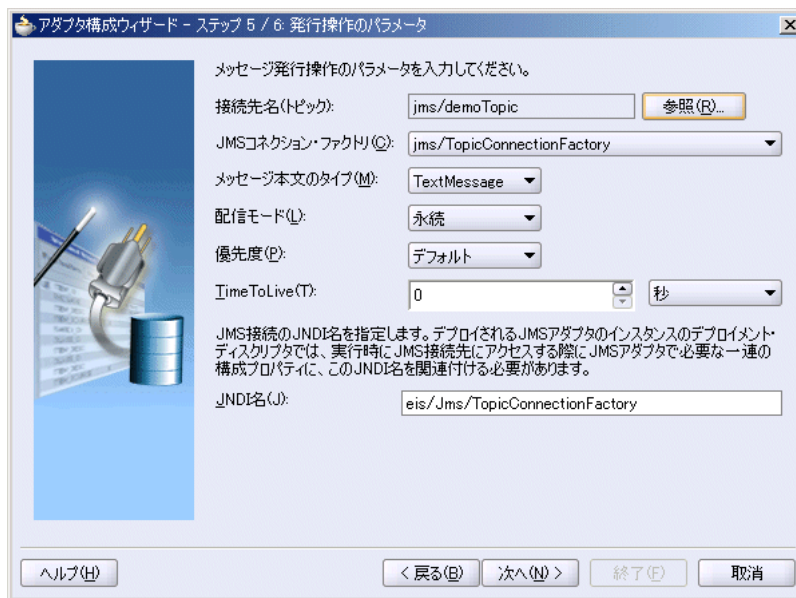 アダプタ構成ウィザード - ステップ 5 / 6: 発行操作のパラメータ
メッセージ発行操作のパラメータを入力してください。
接続先名(トピック): jms/demoTopic 参照(R)...
JMSコネクション・ファクトリ(C): jms/TopicConnectionFactory
メッセージ本文のタイプ(M): TextMessage
配信モード(L): 永続
優先度(P): デフォルト
TimeToLive(T): 0 秒
JMS接続のJNDI名を指定します。デプロイされるJMSアダプタのインスタンスのデプロイメント・
ディスクリプタでは、実行時にJMS接続先にアクセスする際にJMSアダプタで必要な一連の
構成プロパティに、このJNDI名を関連付ける必要があります。
JNDI名(J): eis/Jms/TopicConnectionFactory
ヘルプ(H) < 戻る(B) 次へ(N) > 終了(F) 取消